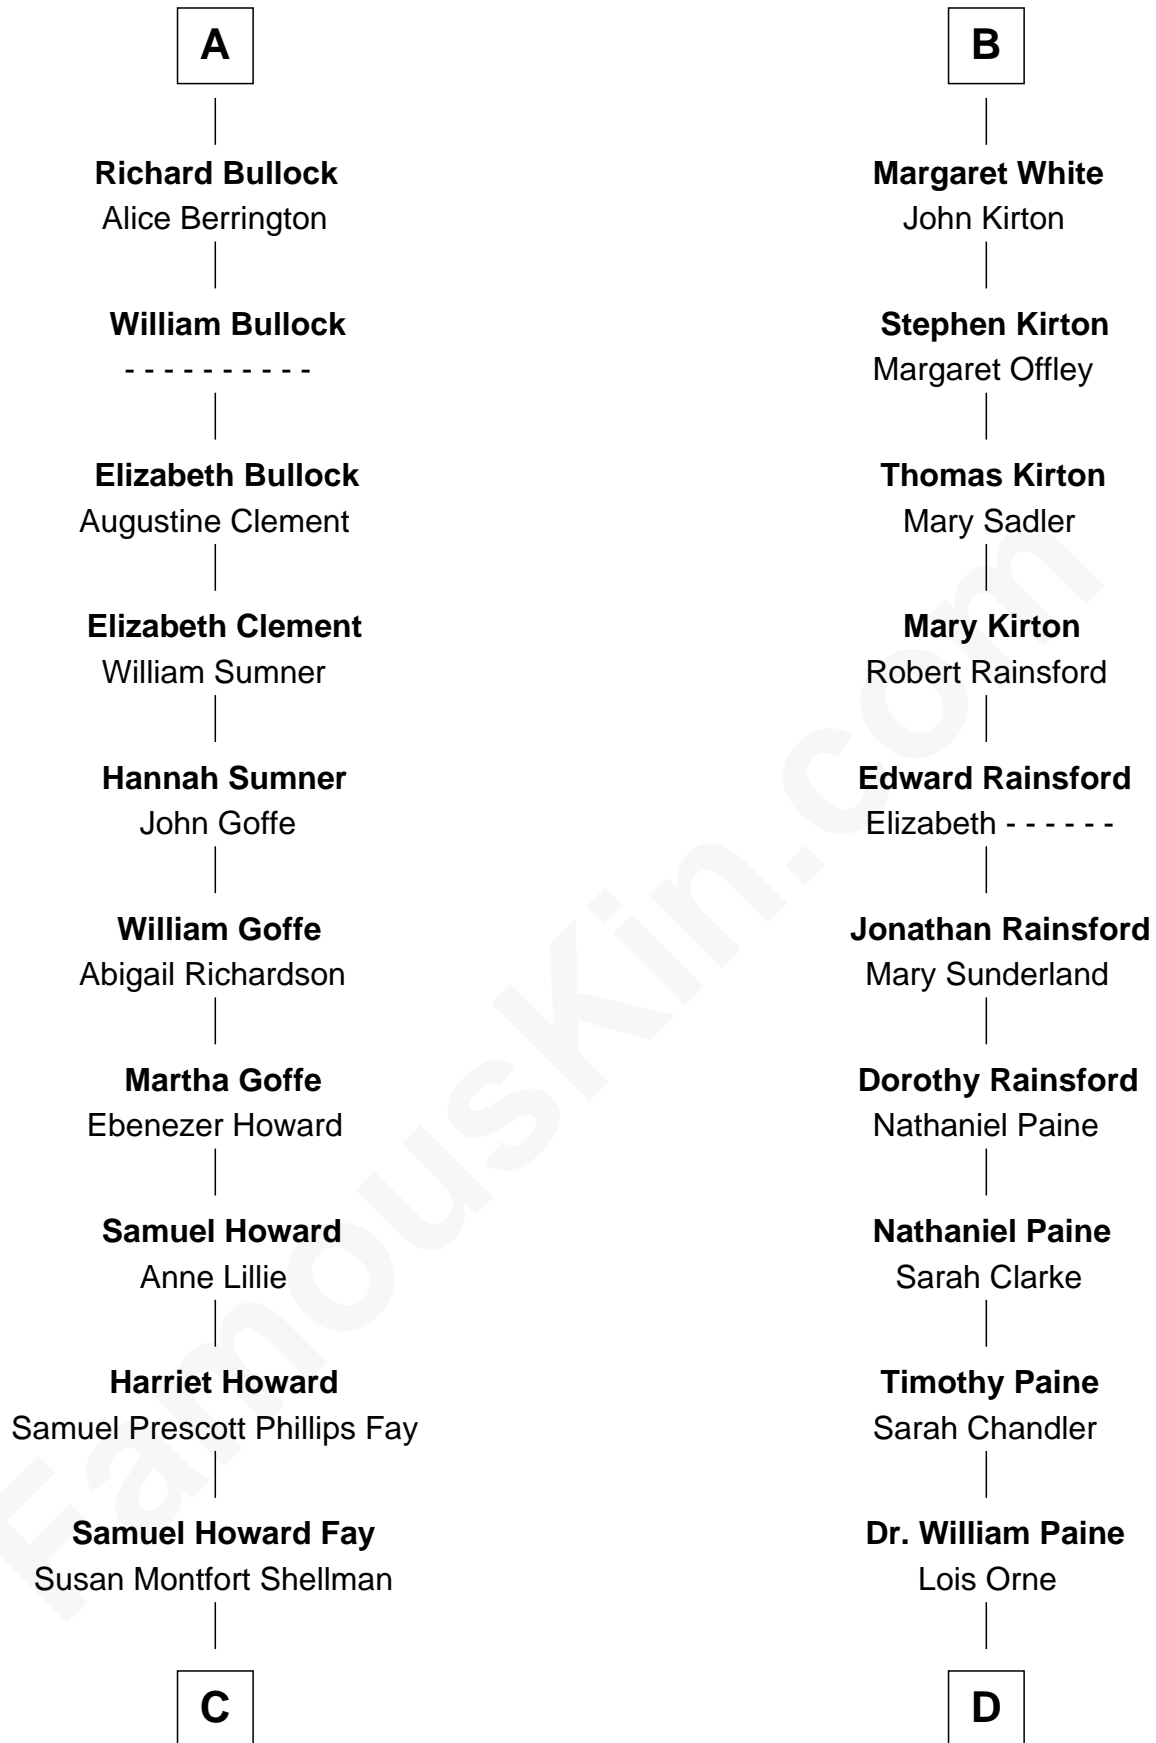 A
Richard Bullock
Alice Berrington
William Bullock
- - - - - - - - - -
Elizabeth Bullock
Augustine Clement
Elizabeth Clement
William Sumner
Hannah Sumner
John Goffe
William Goffe
Abigail Richardson
Martha Goffe
Ebenezer Howard
Samuel Howard
Anne Lillie
Harriet Howard
Samuel Prescott Phillips Fay
Samuel Howard Fay
Susan Montfort Shellman
C
B
Margaret White
John Kirton
Stephen Kirton
Margaret Offley
Thomas Kirton
Mary Sadler
Mary Kirton
Robert Rainsford
Edward Rainsford
Elizabeth - - - - - -
Jonathan Rainsford
Mary Sunderland
Dorothy Rainsford
Nathaniel Paine
Nathaniel Paine
Sarah Clarke
Timothy Paine
Sarah Chandler
Dr. William Paine
Lois Orne
D
FamousKin.com